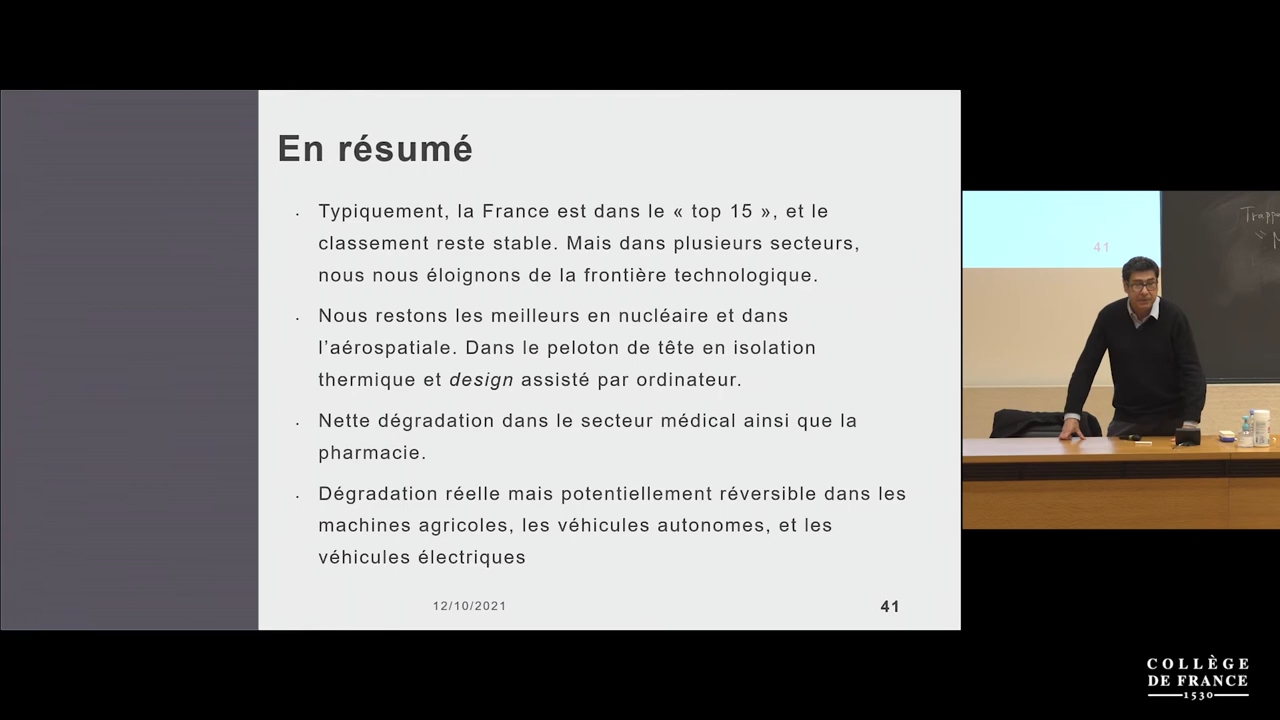 En résumé
Typiquement, la France est dans le « top 15 », et le
classement reste stable. Mais dans plusieurs secteurs,
nous nous éloignons de la frontière technologique.
Nous restons les meilleurs en nucléaire et dans
l’aérospatiale. Dans le peloton de tête en isolation
thermique et design assisté par ordinateur.
Nette dégradation dans le secteur médical ainsi que la
pharmacie.
Dégradation réelle mais potentiellement réversible dans les
machines agricoles, les véhicules autonomes, et les
véhicules électriques
12/10/2021
41
41
COLLÈGE
DE FRANCE
1530